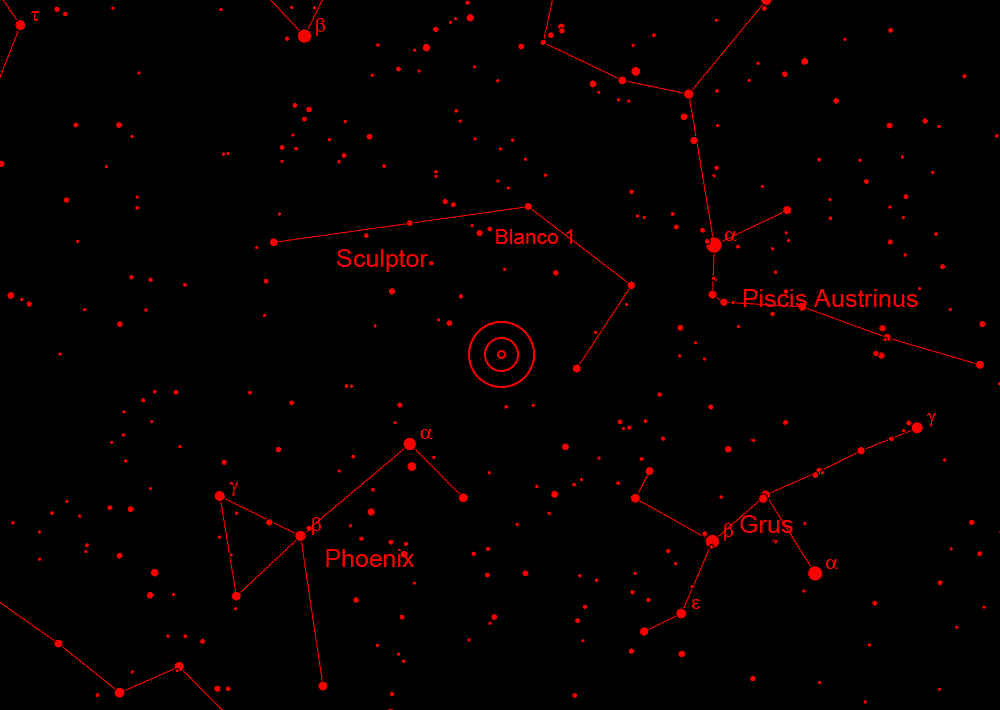 τ
β
α
Blanco 1
Sculptor
Piscis Austrinus
γ
α
γ
β
β
Grus
Phoenix
α
ε